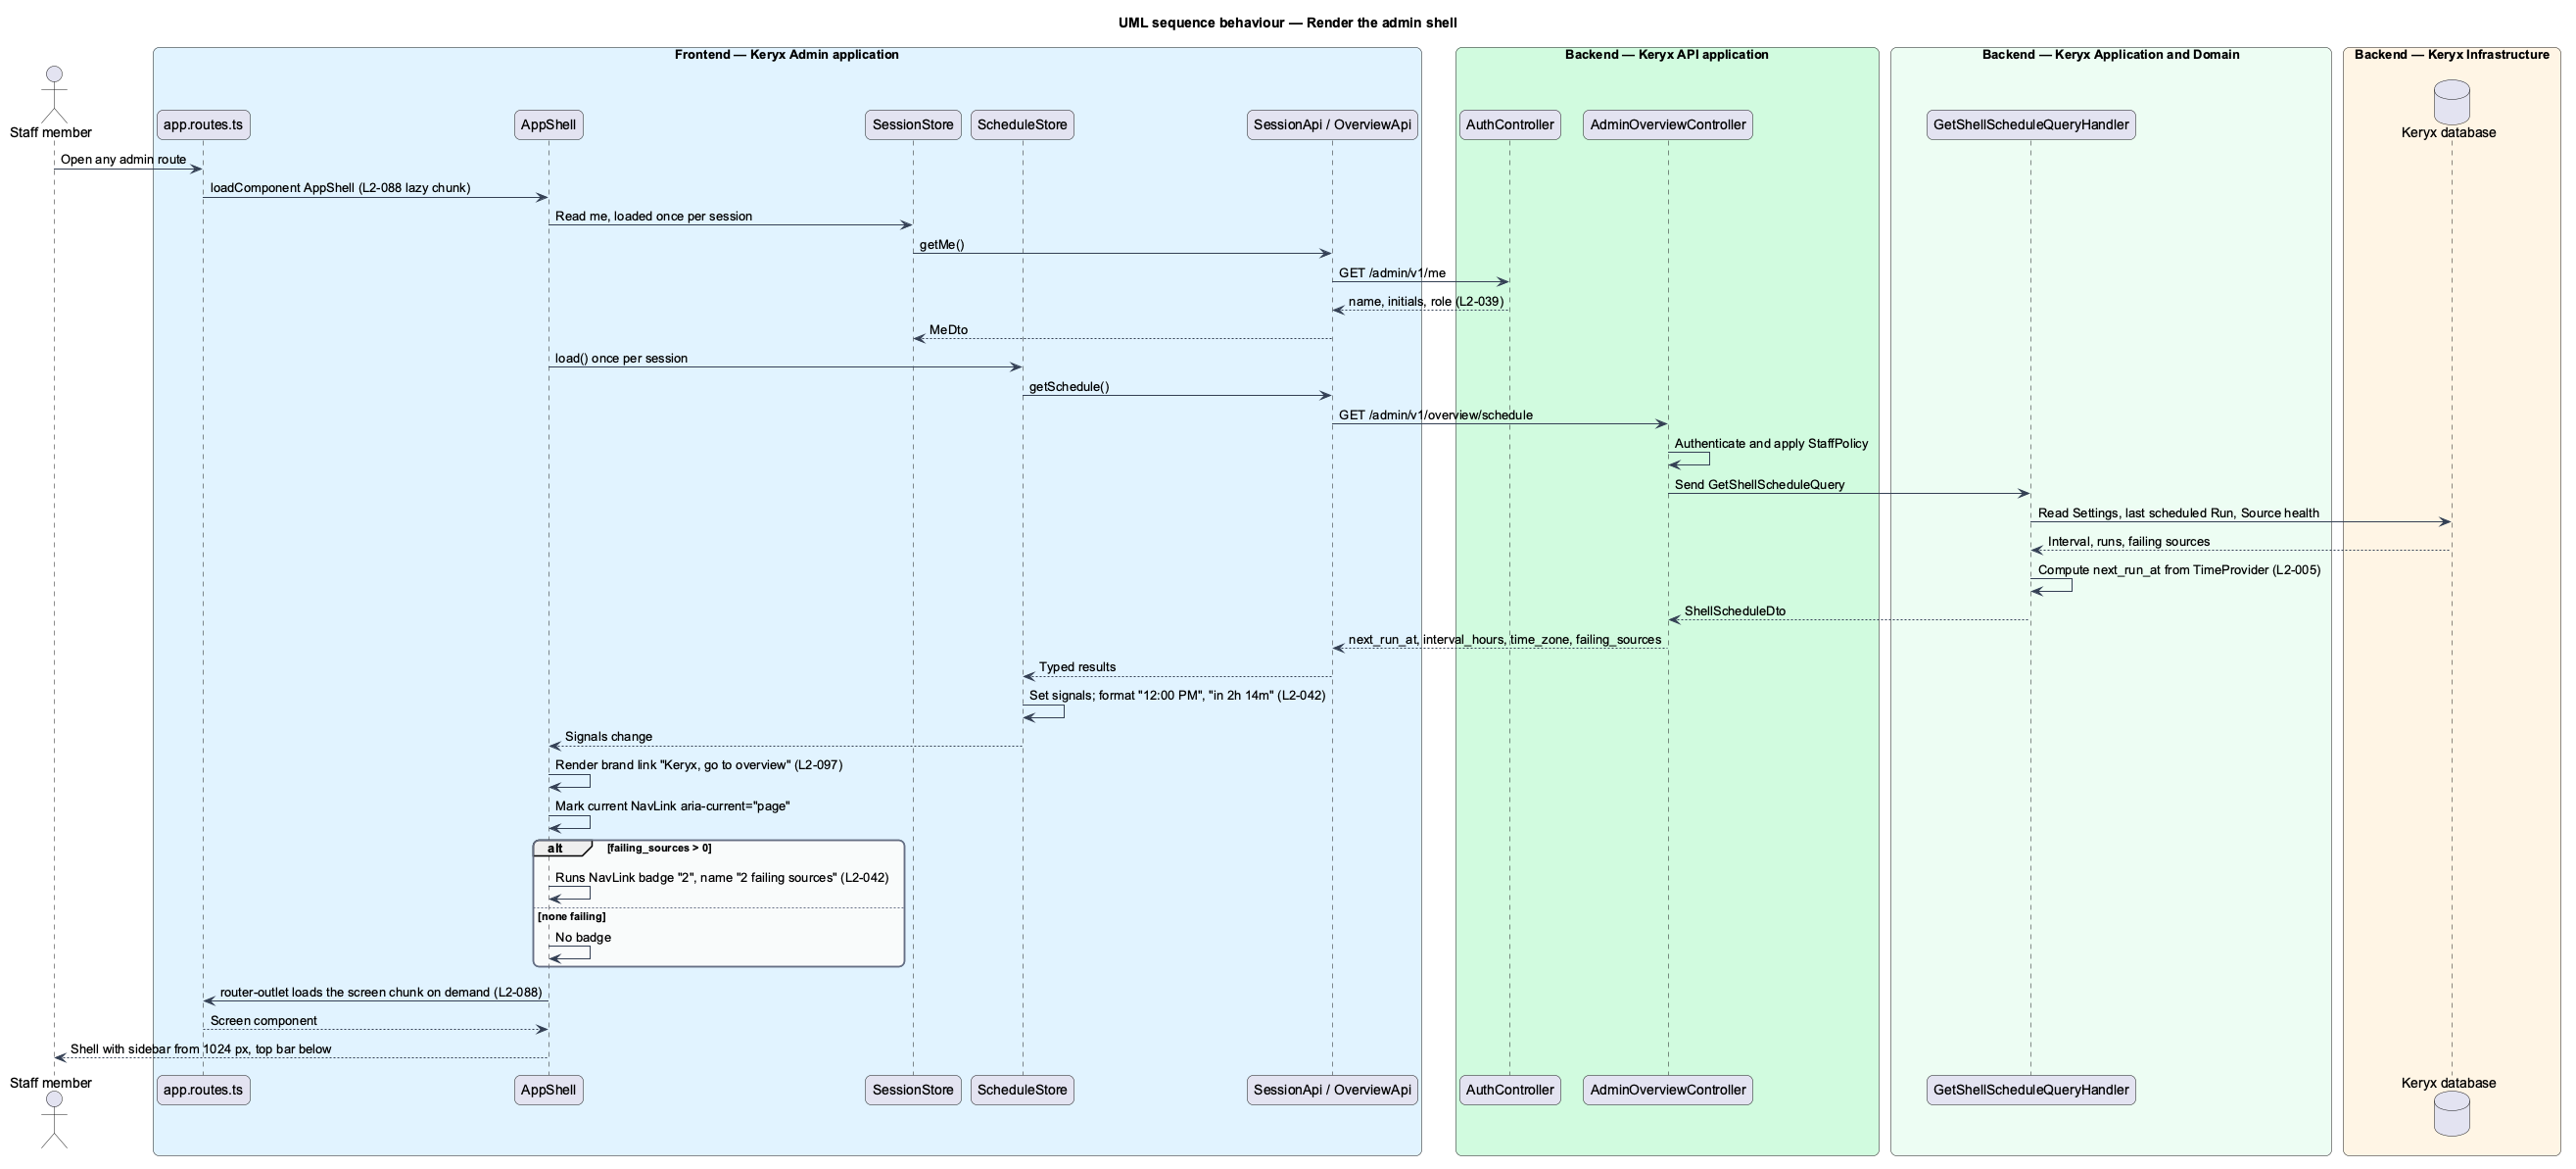 UML sequence behaviour — Render the admin shell
Frontend — Keryx Admin application
Backend — Keryx API application
Backend — Keryx Application and Domain
Backend — Keryx Infrastructure
Staff member
app.routes.ts
AppShell
SessionStore
ScheduleStore
SessionApi / OverviewApi
AuthController
AdminOverviewController
GetShellScheduleQueryHandler
Keryx database
Open any admin route
loadComponent AppShell (L2-088 lazy chunk)
Read me, loaded once per session
getMe()
GET /admin/v1/me
name, initials, role (L2-039)
MeDto
load() once per session
getSchedule()
GET /admin/v1/overview/schedule
Authenticate and apply StaffPolicy
Send GetShellScheduleQuery
Read Settings, last scheduled Run, Source health
Interval, runs, failing sources
Compute next_run_at from TimeProvider (L2-005)
ShellScheduleDto
next_run_at, interval_hours, time_zone, failing_sources
Typed results
Set signals; format "12:00 PM", "in 2h 14m" (L2-042)
Signals change
Render brand link "Keryx, go to overview" (L2-097)
Mark current NavLink aria-current="page"
alt [failing_sources > 0]
Runs NavLink badge "2", name "2 failing sources" (L2-042)
[none failing]
No badge
router-outlet loads the screen chunk on demand (L2-088)
Screen component
Shell with sidebar from 1024 px, top bar below
Staff member
app.routes.ts
AppShell
SessionStore
ScheduleStore
SessionApi / OverviewApi
AuthController
AdminOverviewController
GetShellScheduleQueryHandler
Keryx database